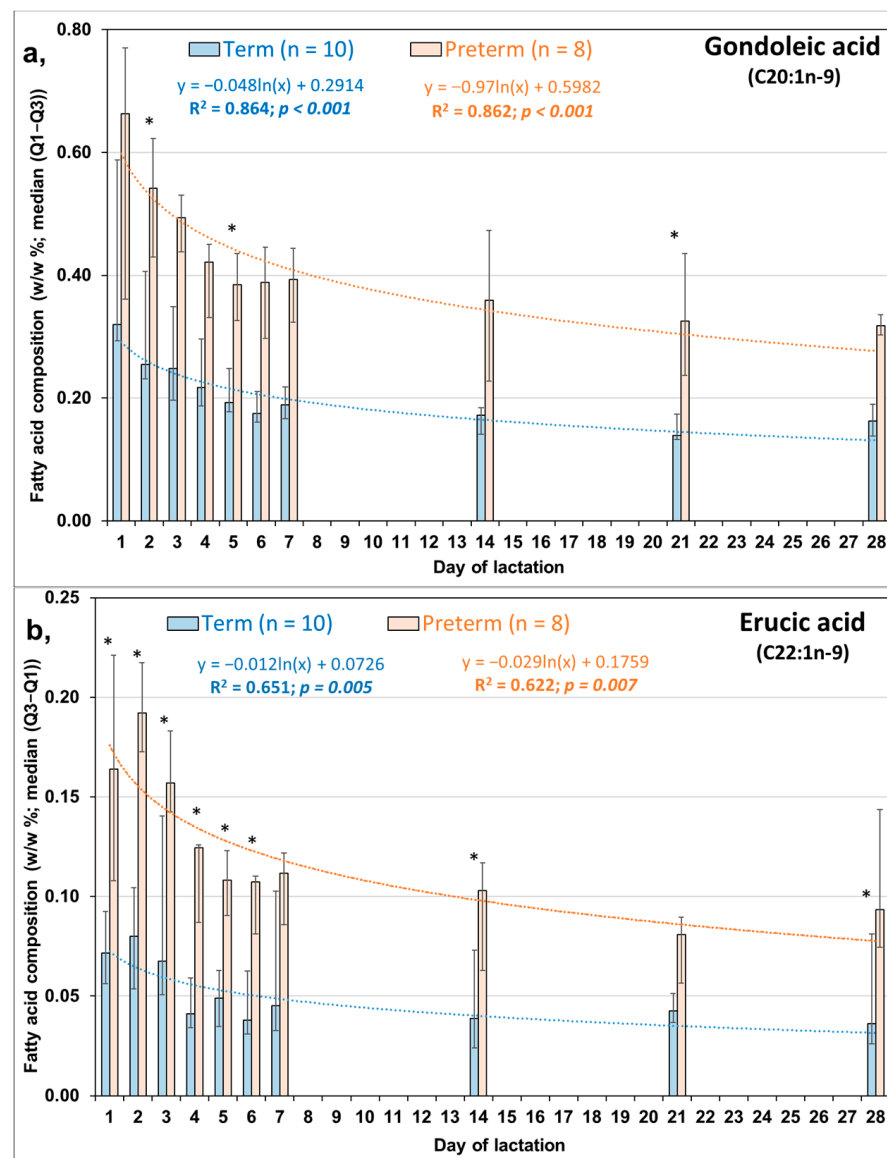 a,
Term (n = 10) Preterm (n = 8)
Gondoleic acid
(C20:1n-9)
y = −0.048ln(x) + 0.2914 y = −0.97ln(x) + 0.5982
R² = 0.864; p < 0.001 R² = 0.862; p < 0.001
Fatty acid composition (w/w %; median (Q1–Q3))
0.80
0.60
0.40
0.20
0.00
* * *
1 2 3 4 5 6 7 8 9 10 11 12 13 14 15 16 17 18 19 20 21 22 23 24 25 26 27 28
Day of lactation
b,
Term (n = 10) Preterm (n = 8)
Erucic acid
(C22:1n-9)
y = −0.012ln(x) + 0.0726 y = −0.029ln(x) + 0.1759
R² = 0.651; p = 0.005 R² = 0.622; p = 0.007
Fatty acid composition (w/w %; median (Q3–Q1))
0.25
0.20
0.15
0.10
0.05
0.00
* * * * * * * *
1 2 3 4 5 6 7 8 9 10 11 12 13 14 15 16 17 18 19 20 21 22 23 24 25 26 27 28
Day of lactation